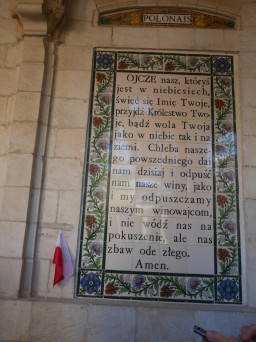 POLONAIS
OJCZE nasz, któryś
jest w niebiesiech,
święć się Imię Twoje,
przyjdź Królestwo Two-
je, bądź wola Twoja
jako w niebie tak i na
ziemi. Chleba nasze-
go powszedniego daj
nam dzisiaj i odpuść
nam nasze winy, jako
i my odpuszczamy
naszym winowajcom,
i nie wódź nas na
pokuszenie, ale nas
zbaw ode złego.
Amen.